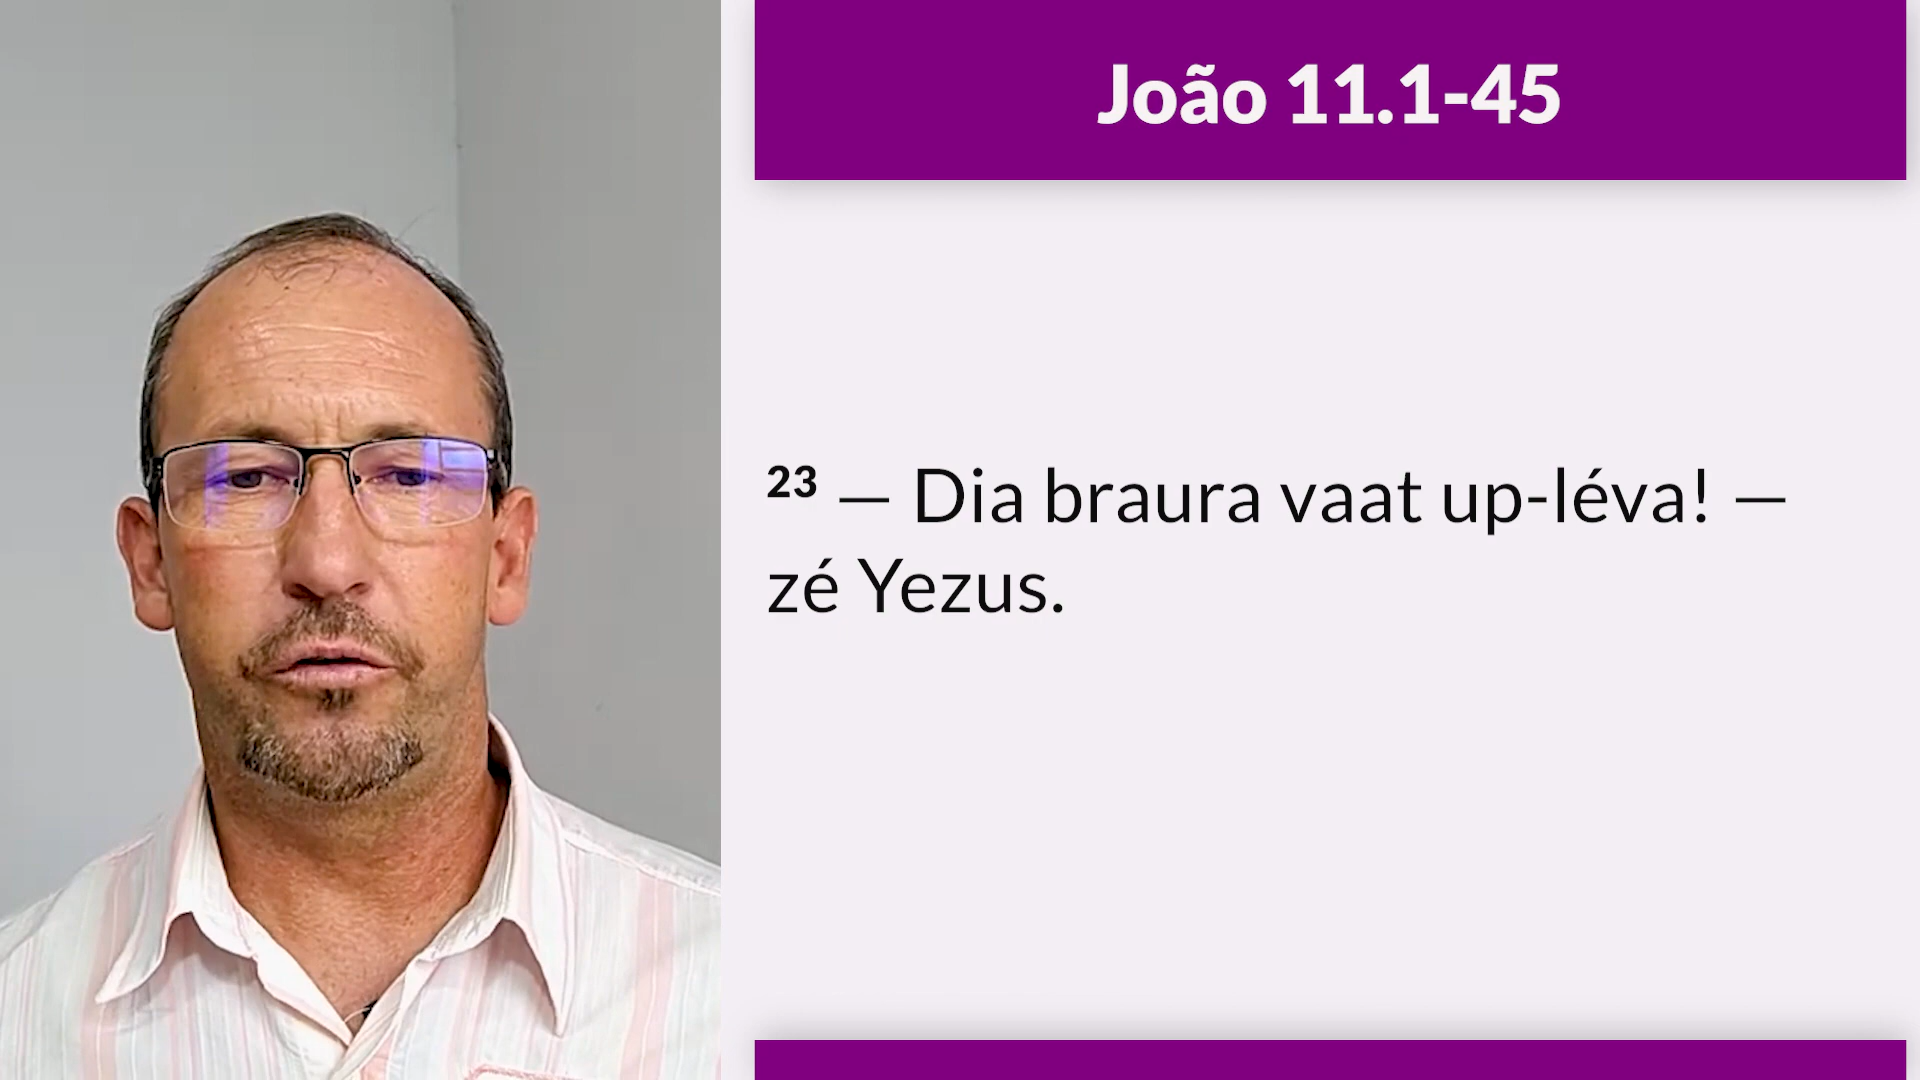 João 11.1-45
²³ — Dia braura vaat up-léva! —
zé Yezus.